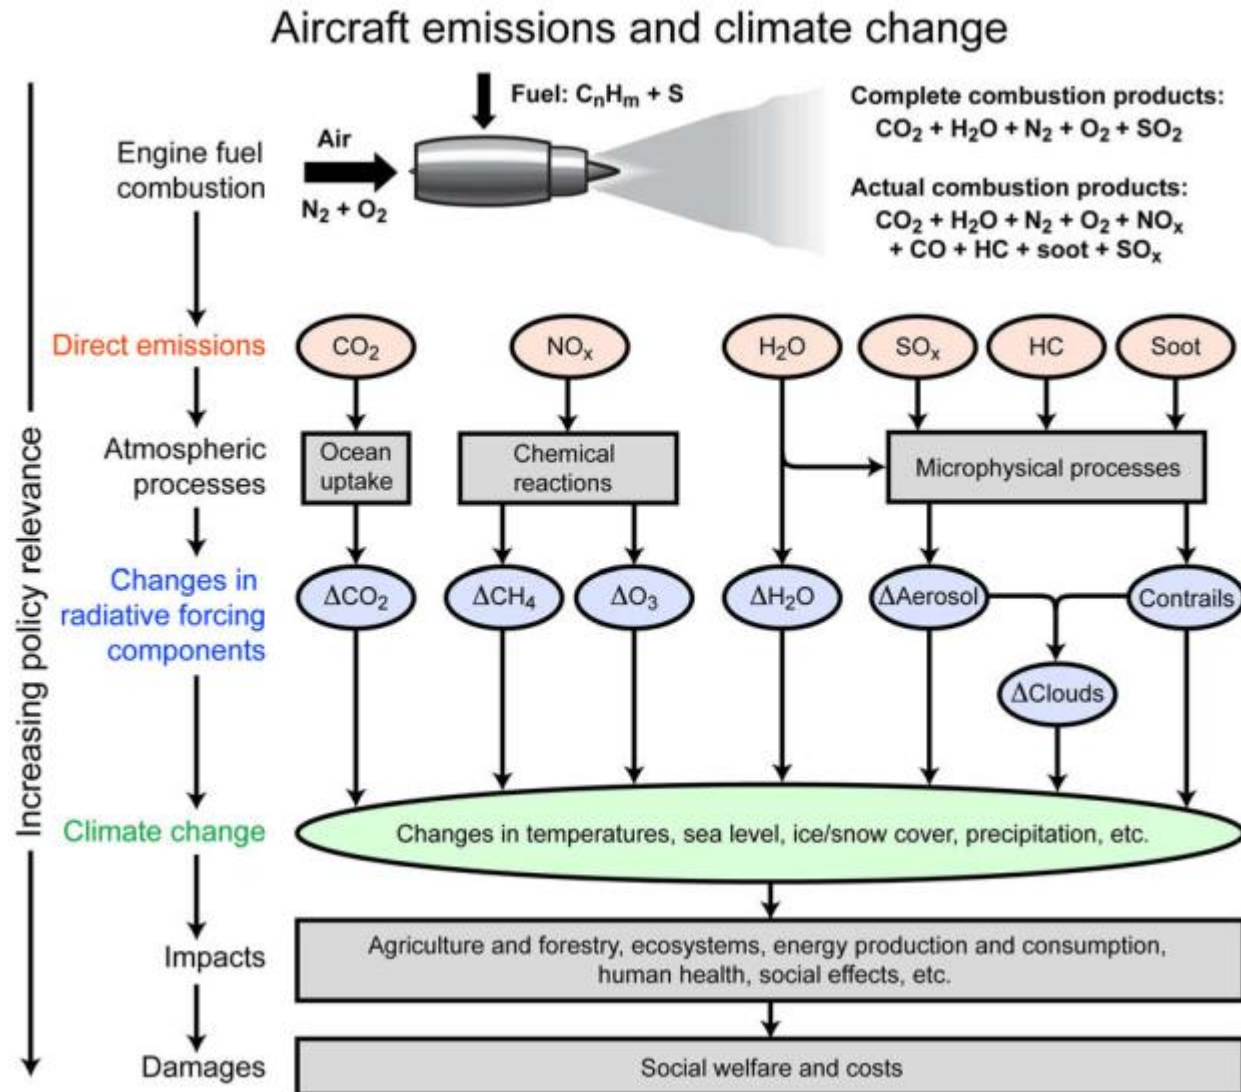 Aircraft emissions and climate change
Increasing policy relevance
Engine fuel
combustion
Fuel: CₙHₘ + S
Air
N₂ + O₂
Complete combustion products:
CO₂ + H₂O + N₂ + O₂ + SO₂
Actual combustion products:
CO₂ + H₂O + N₂ + O₂ + NOₓ
+ CO + HC + soot + SOₓ
Direct emissions
CO₂
NOₓ
H₂O
SOₓ
HC
Soot
Atmospheric
processes
Ocean
uptake
Chemical
reactions
Microphysical processes
Changes in
radiative forcing
components
ΔCO₂
ΔCH₄
ΔO₃
ΔH₂O
ΔAerosol
Contrails
ΔClouds
Climate change
Changes in temperatures, sea level, ice/snow cover, precipitation, etc.
Impacts
Agriculture and forestry, ecosystems, energy production and consumption,
human health, social effects, etc.
Damages
Social welfare and costs